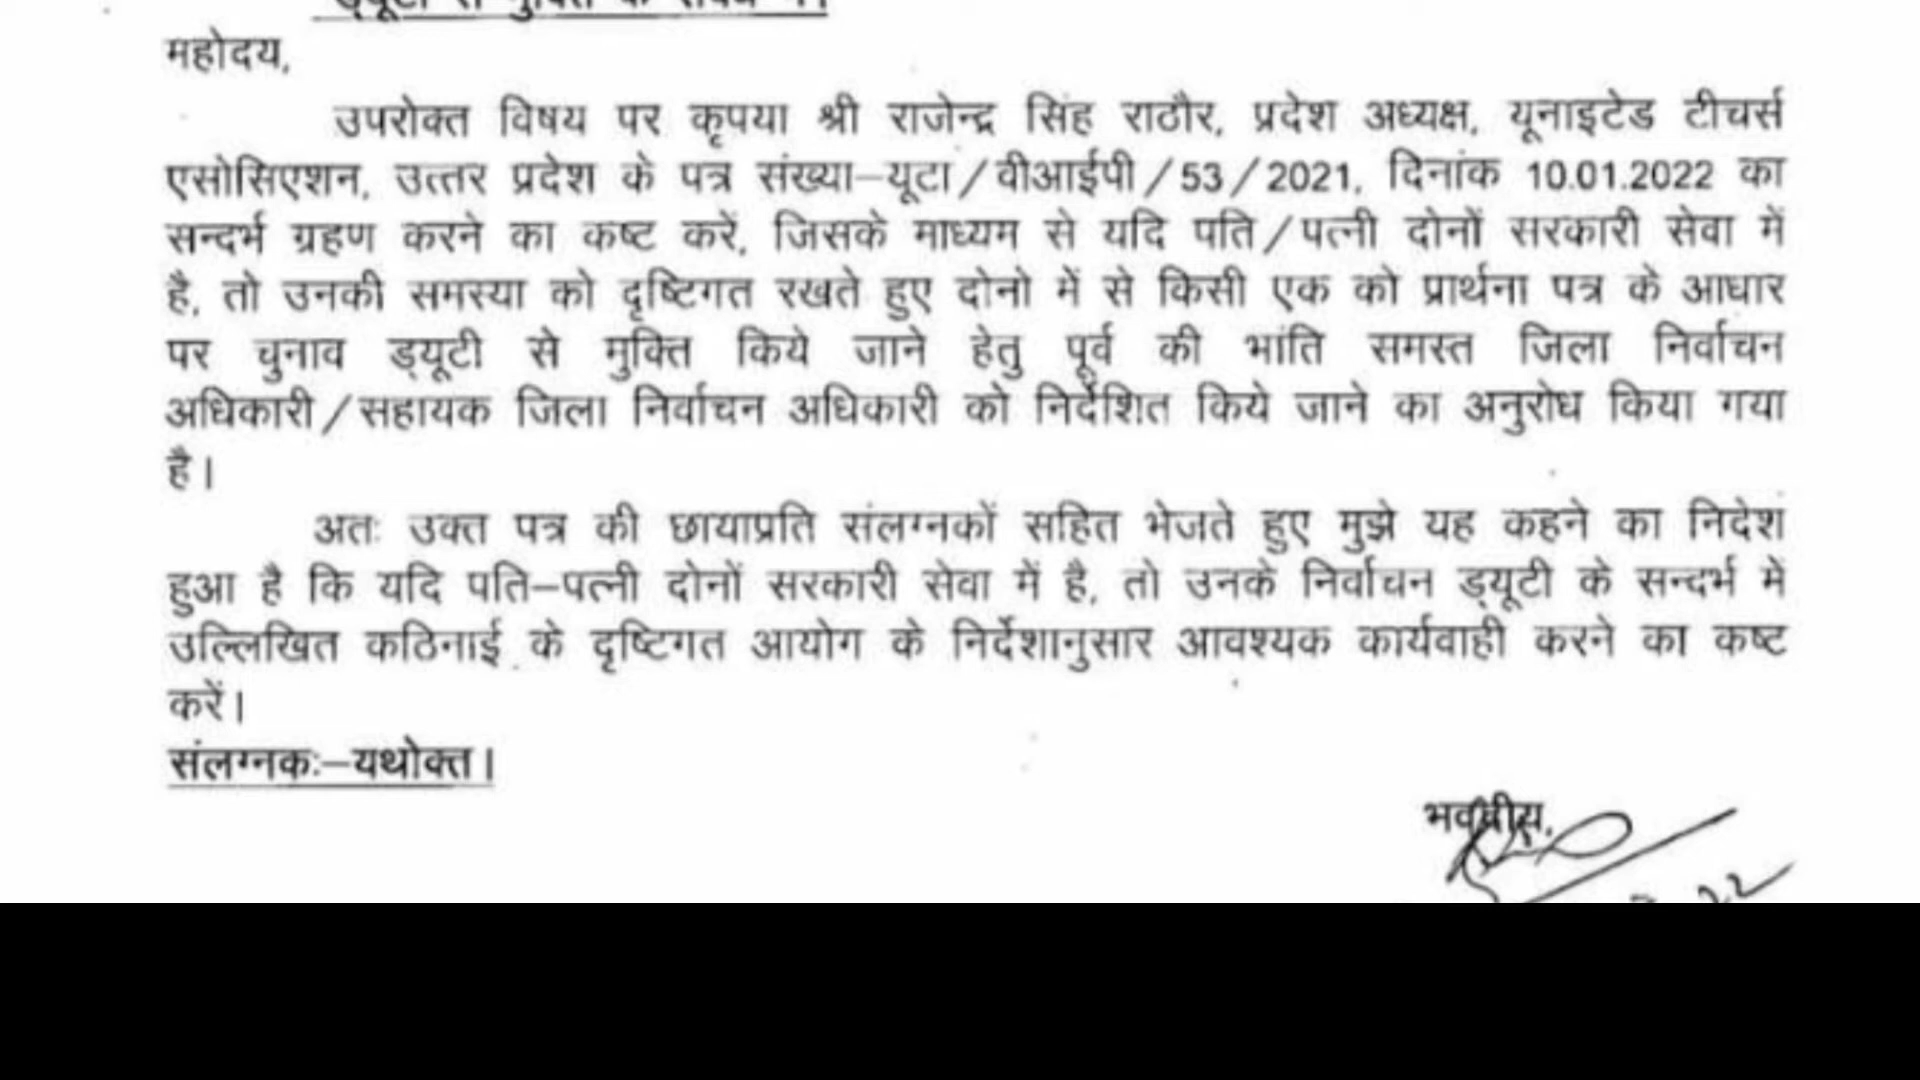 ड्यूटी से मुक्ति के संबंध में।
महोदय,
उपरोक्त विषय पर कृपया श्री राजेन्द्र सिंह राठौर, प्रदेश अध्यक्ष, यूनाइटेड टीचर्स
एसोसिएशन, उत्तर प्रदेश के पत्र संख्या–यूटा/वीआईपी/53/2021, दिनांक 10.01.2022 का
सन्दर्भ ग्रहण करने का कष्ट करें, जिसके माध्यम से यदि पति/पत्नी दोनों सरकारी सेवा में
है, तो उनकी समस्या को दृष्टिगत रखते हुए दोनो में से किसी एक को प्रार्थना पत्र के आधार
पर चुनाव ड्यूटी से मुक्ति किये जाने हेतु पूर्व की भांति समस्त जिला निर्वाचन
अधिकारी/सहायक जिला निर्वाचन अधिकारी को निर्देशित किये जाने का अनुरोध किया गया
है।
अतः उक्त पत्र की छायाप्रति संलग्नकों सहित भेजते हुए मुझे यह कहने का निदेश
हुआ है कि यदि पति–पत्नी दोनों सरकारी सेवा में है, तो उनके निर्वाचन ड्यूटी के सन्दर्भ में
उल्लिखित कठिनाई के दृष्टिगत आयोग के निर्देशानुसार आवश्यक कार्यवाही करने का कष्ट
करें।
संलग्नकः–यथोक्त।
भवदीय,